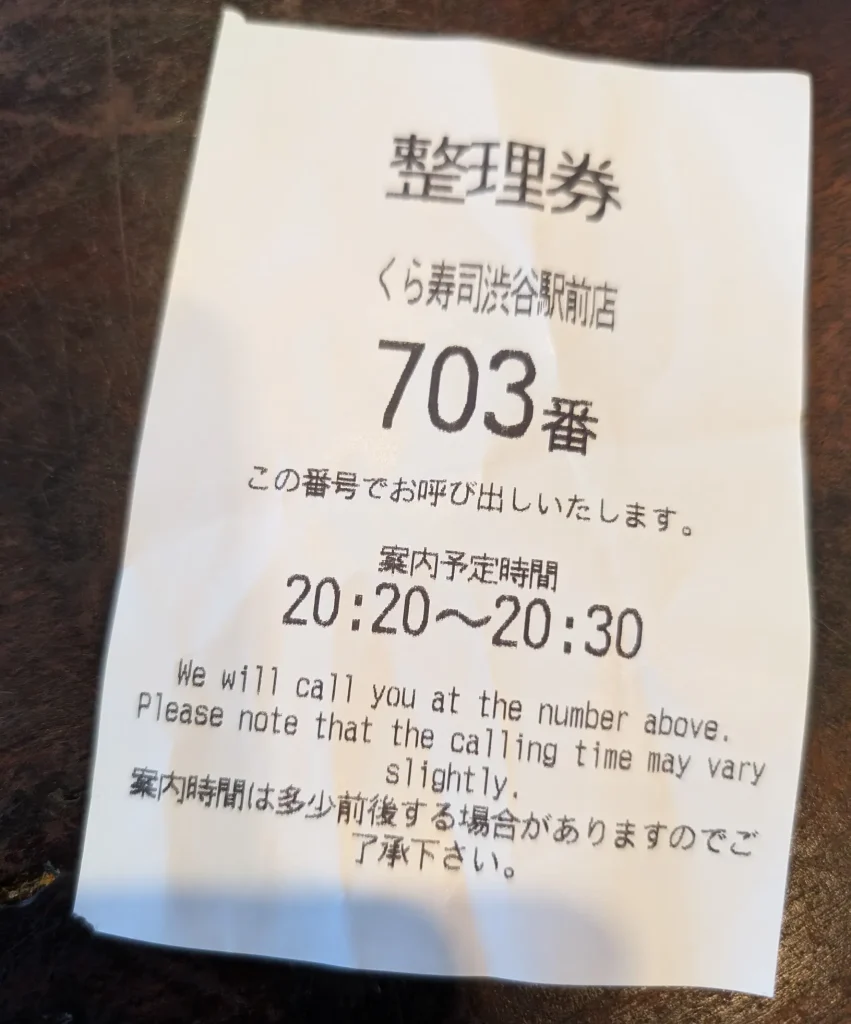 整理券
くら寿司渋谷駅前店
703番
この番号でお呼び出しいたします。
案内予定時間
20:20～20:30
We will call you at the number above.
Please note that the calling time may vary
slightly.
案内時間は多少前後する場合がありますのでご
了承下さい。